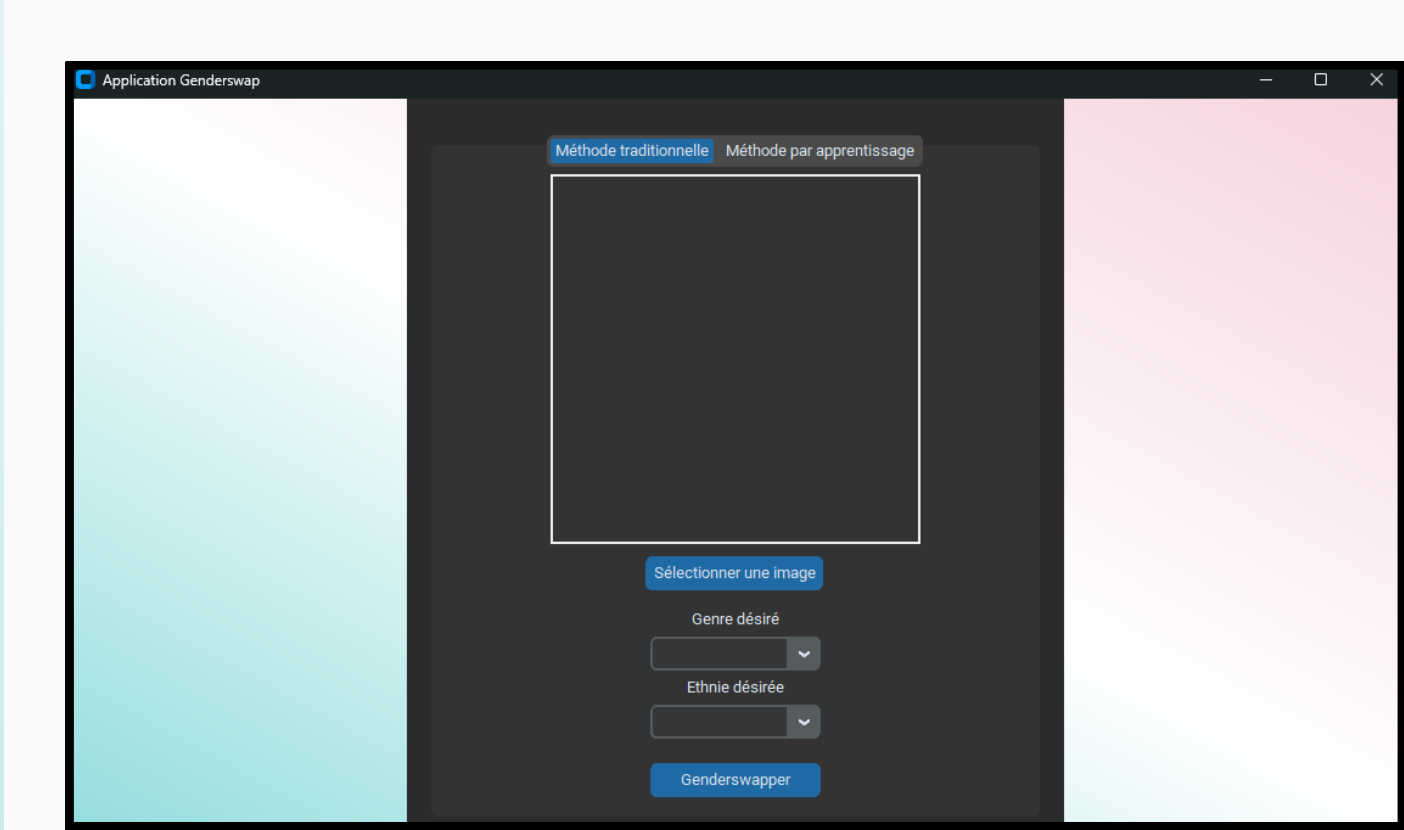 Application Genderswap
Méthode traditionnelle Méthode par apprentissage
Sélectionner une image
Genre désiré
Ethnie désirée
Genderswapper